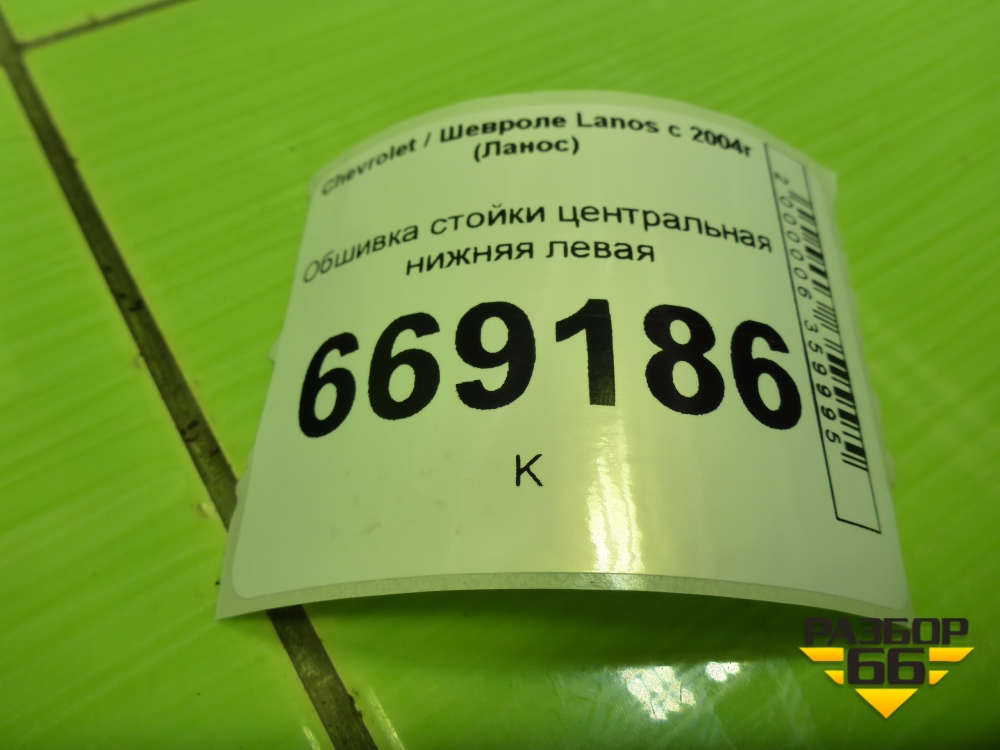 Chevrolet / Шевроле Lanos с 2004г
(Ланос)
Обшивка стойки центральная
нижняя левая
669186
К
2000006359995
РАЗБОР
66